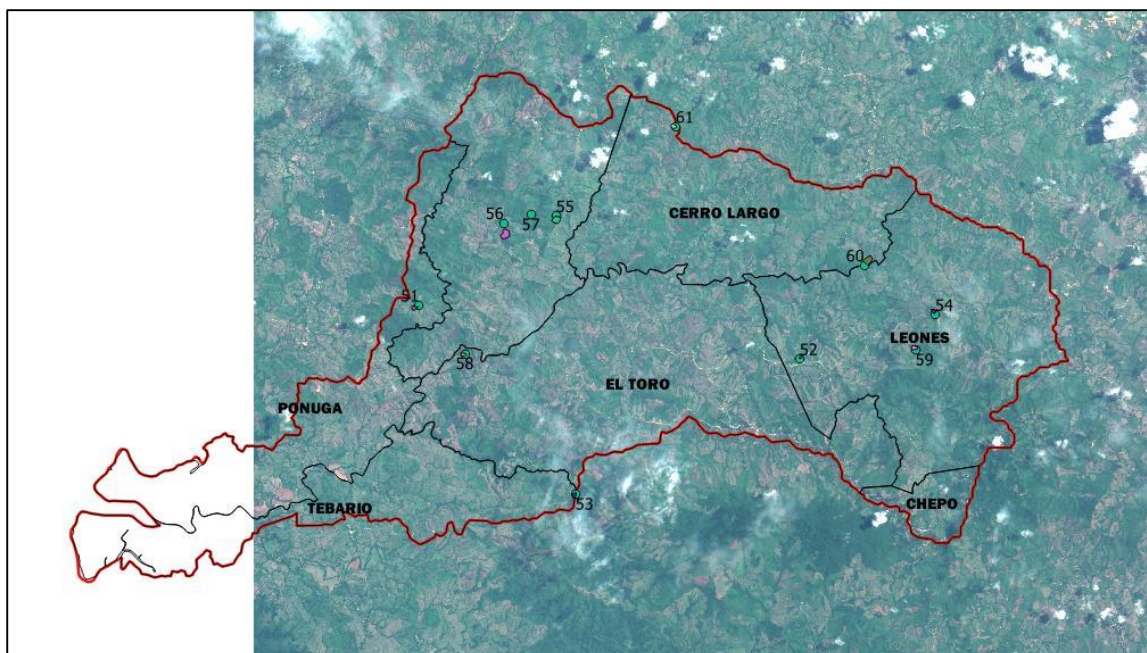 61
56
57
55
CERRO LARGO
60
51
54
LEONES
59
58
52
EL TORO
PONUGA
TEBARIO
53
CHEPO